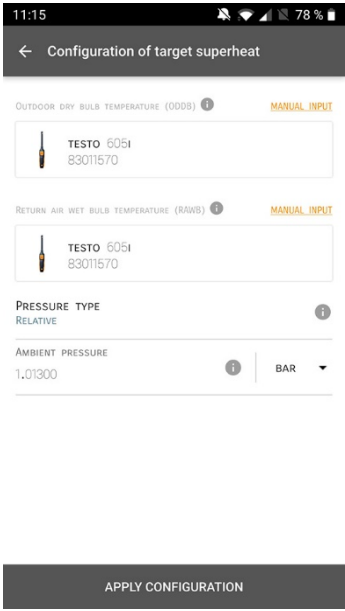 11:15 78 %
Configuration of target superheat
OUTDOOR DRY BULB TEMPERATURE (ODDB) MANUAL INPUT
TESTO 605I
83011570
RETURN AIR WET BULB TEMPERATURE (RAWB) MANUAL INPUT
TESTO 605I
83011570
PRESSURE TYPE
RELATIVE
AMBIENT PRESSURE
1.01300 BAR
APPLY CONFIGURATION